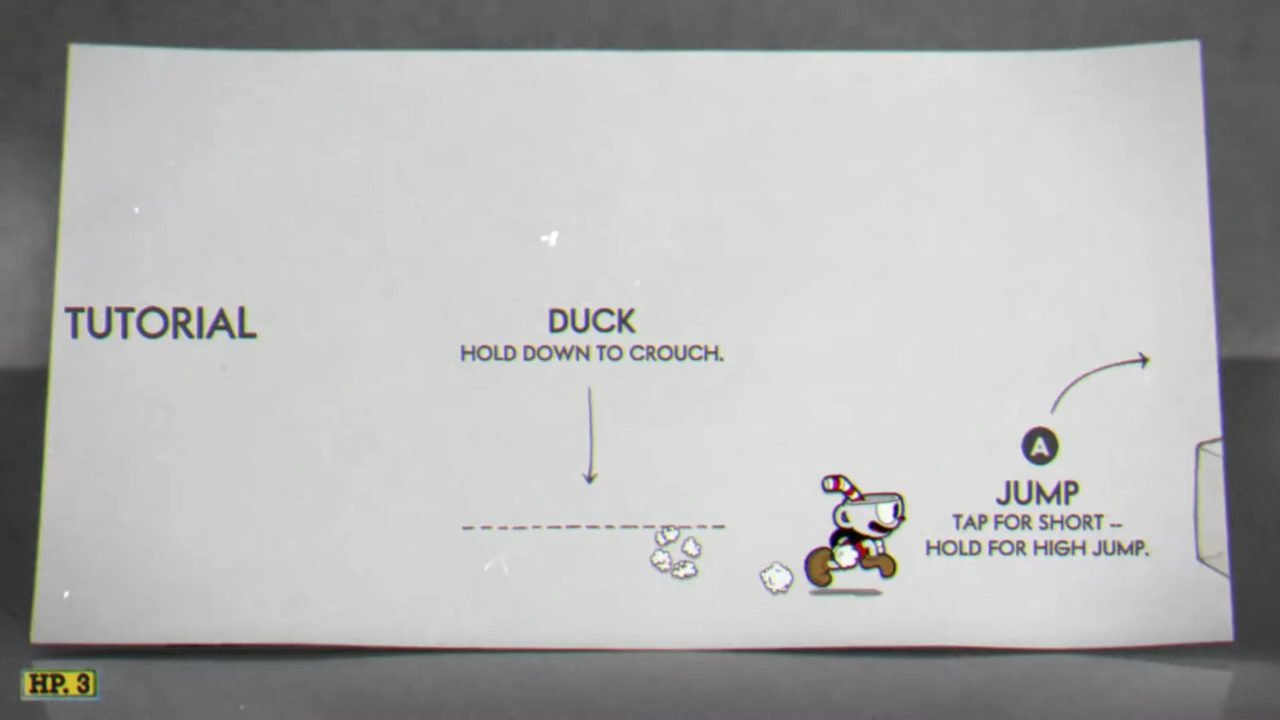 TUTORIAL
DUCK
HOLD DOWN TO CROUCH.
A
JUMP
TAP FOR SHORT --
HOLD FOR HIGH JUMP.
HP. 3